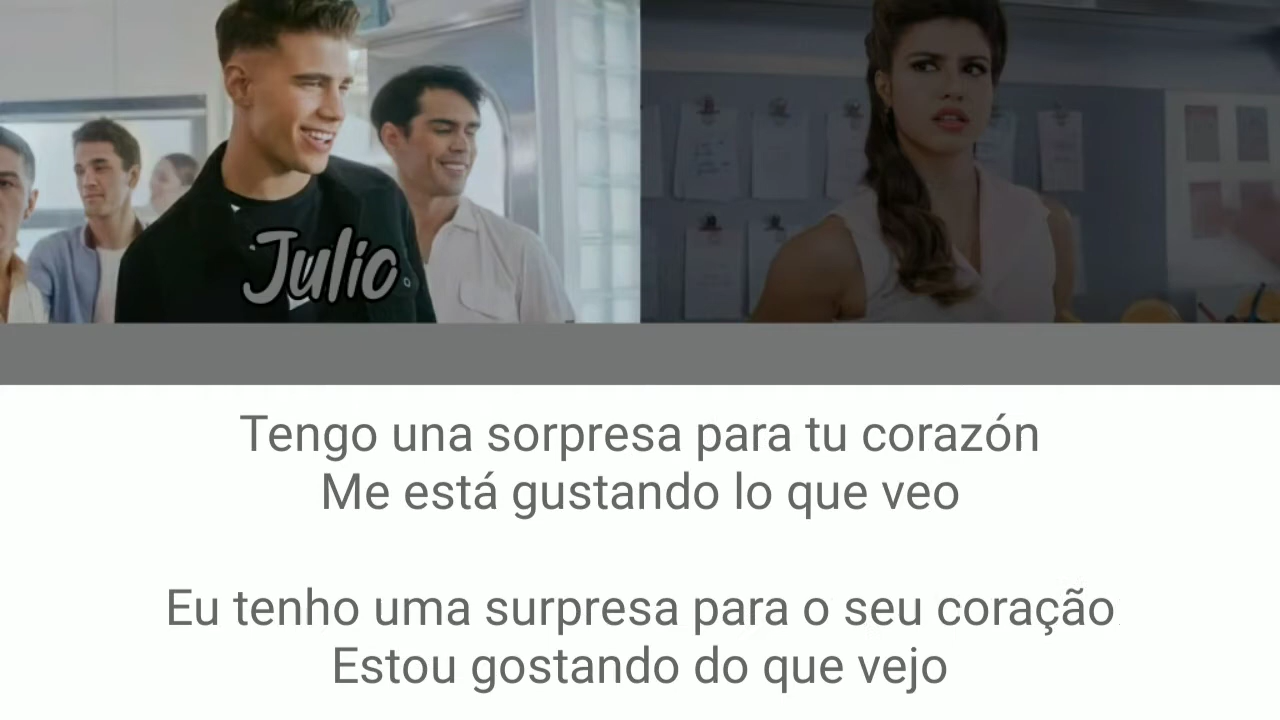 Julio
Tengo una sorpresa para tu corazón
Me está gustando lo que veo
Eu tenho uma surpresa para o seu coração
Estou gostando do que vejo